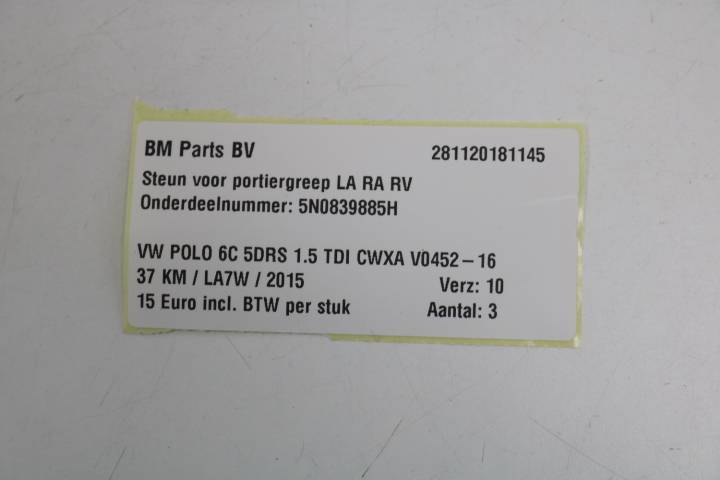 BM Parts BV 281120181145
Steun voor portiergreep LA RA RV
Onderdeelnummer: 5N0839885H
VW POLO 6C 5DRS 1.5 TDI CWXA V0452-16
37 KM / LA7W / 2015 Verz: 10
15 Euro incl. BTW per stuk Aantal: 3